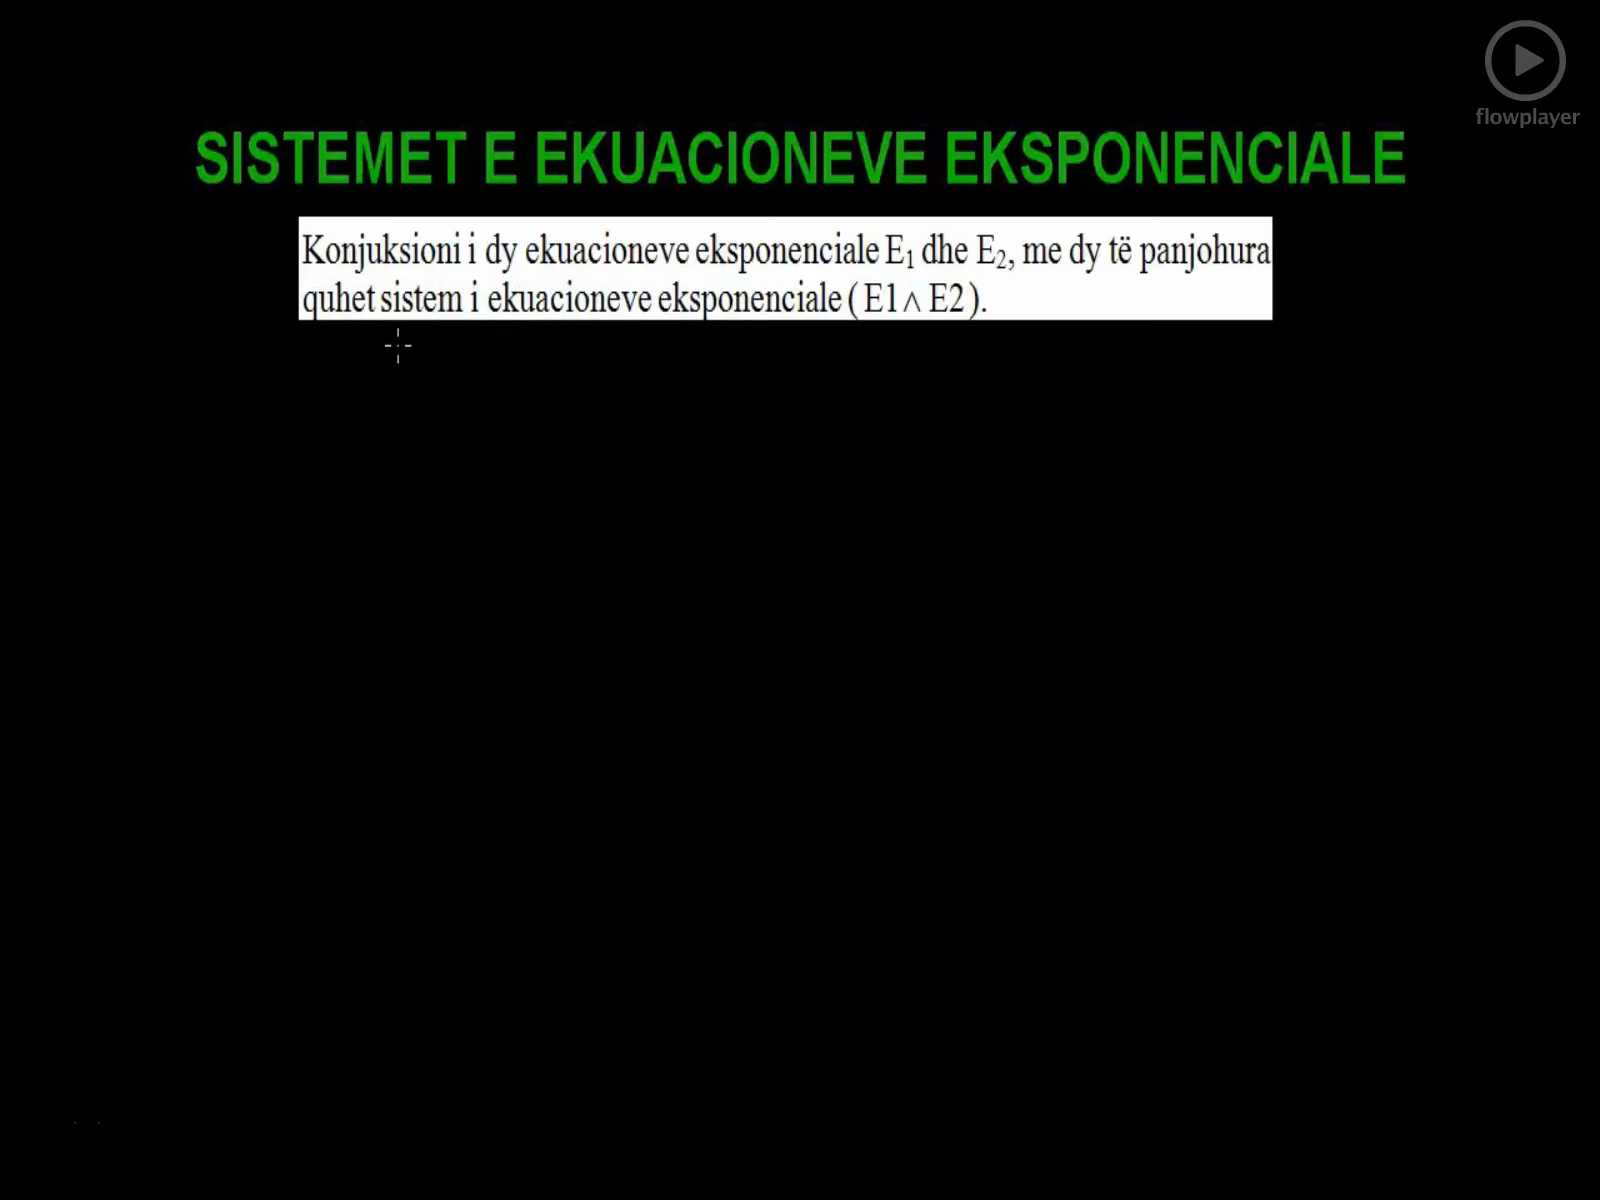 flowplayer
SISTEMET E EKUACIONEVE EKSPONENCIALE
Konjuksioni i dy ekuacioneve eksponenciale E₁ dhe E₂, me dy të panjohura
quhet sistem i ekuacioneve eksponenciale ( E1 ∧ E2 ).